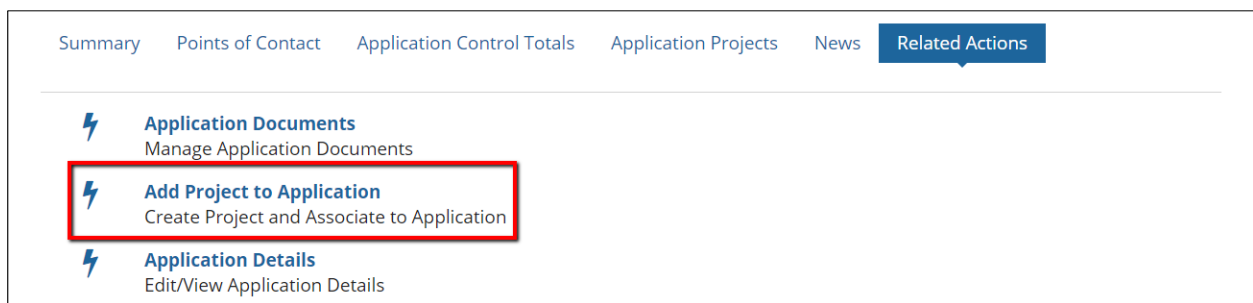 Summary Points of Contact Application Control Totals Application Projects News Related Actions
Application Documents
Manage Application Documents
Add Project to Application
Create Project and Associate to Application
Application Details
Edit/View Application Details